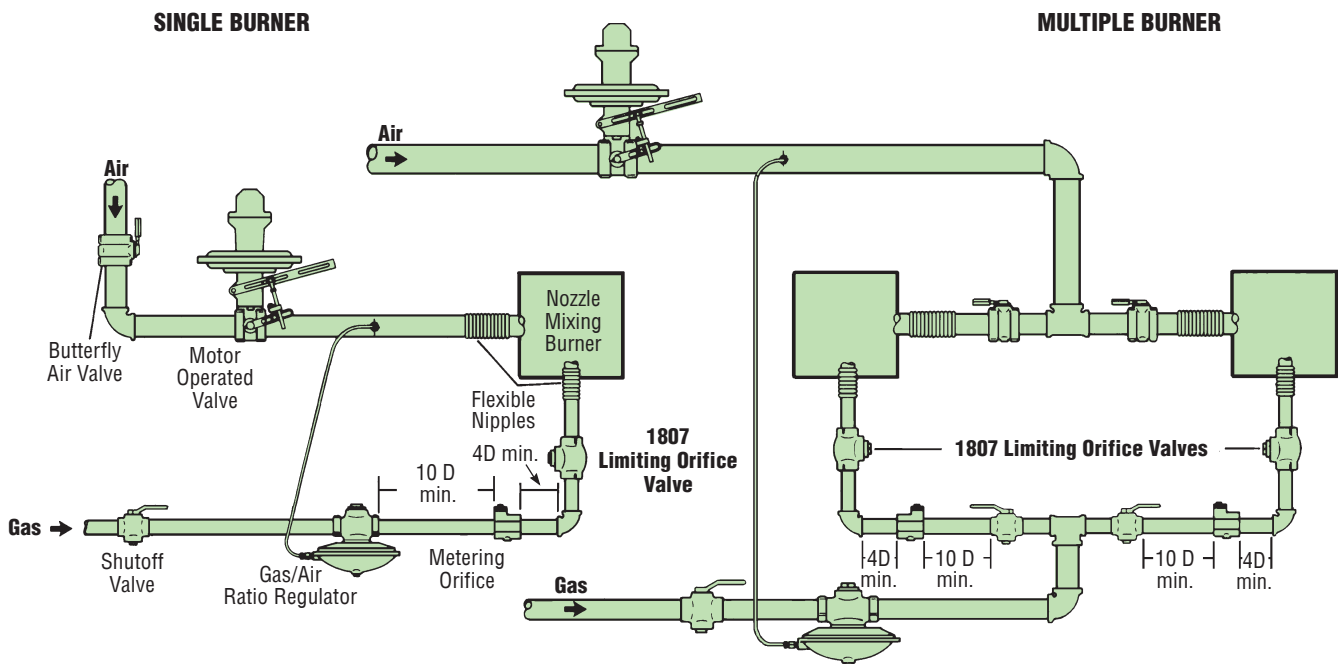 SINGLE BURNER
MULTIPLE BURNER
Air
Air
Butterfly
Air Valve
Motor
Operated
Valve
Nozzle
Mixing
Burner
Flexible
Nipples
4D min.
1807
Limiting Orifice
Valve
10 D
min.
Gas
Shutoff
Valve
Gas/Air
Ratio Regulator
Metering
Orifice
1807 Limiting Orifice Valves
4D
min.
10 D
min.
10 D
min.
4D
min.
Gas